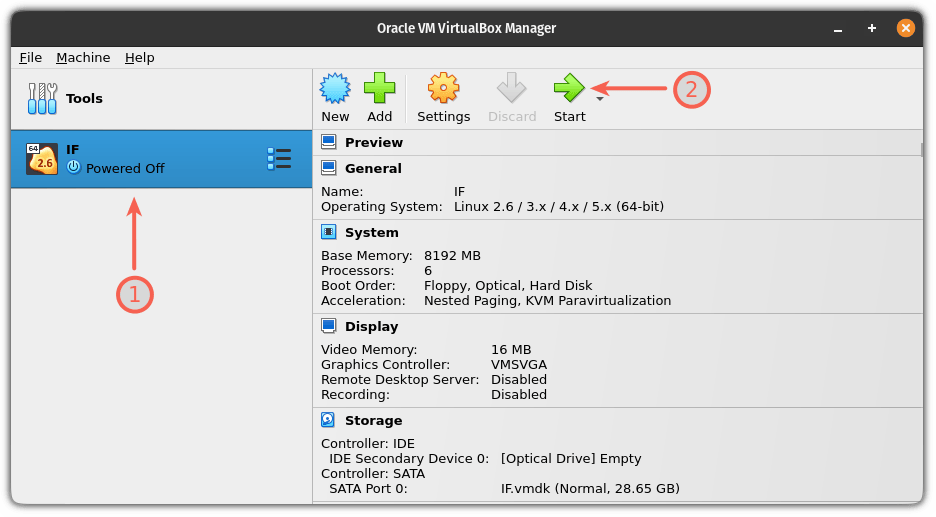 Oracle VM VirtualBox Manager
File Machine Help
Tools
64
2.6
IF
Powered Off
1
New Add Settings Discard Start
2
Preview
General
Name: IF
Operating System: Linux 2.6 / 3.x / 4.x / 5.x (64-bit)
System
Base Memory: 8192 MB
Processors: 6
Boot Order: Floppy, Optical, Hard Disk
Acceleration: Nested Paging, KVM Paravirtualization
Display
Video Memory: 16 MB
Graphics Controller: VMSVGA
Remote Desktop Server: Disabled
Recording: Disabled
Storage
Controller: IDE
IDE Secondary Device 0: [Optical Drive] Empty
Controller: SATA
SATA Port 0: IF.vmdk (Normal, 28.65 GB)